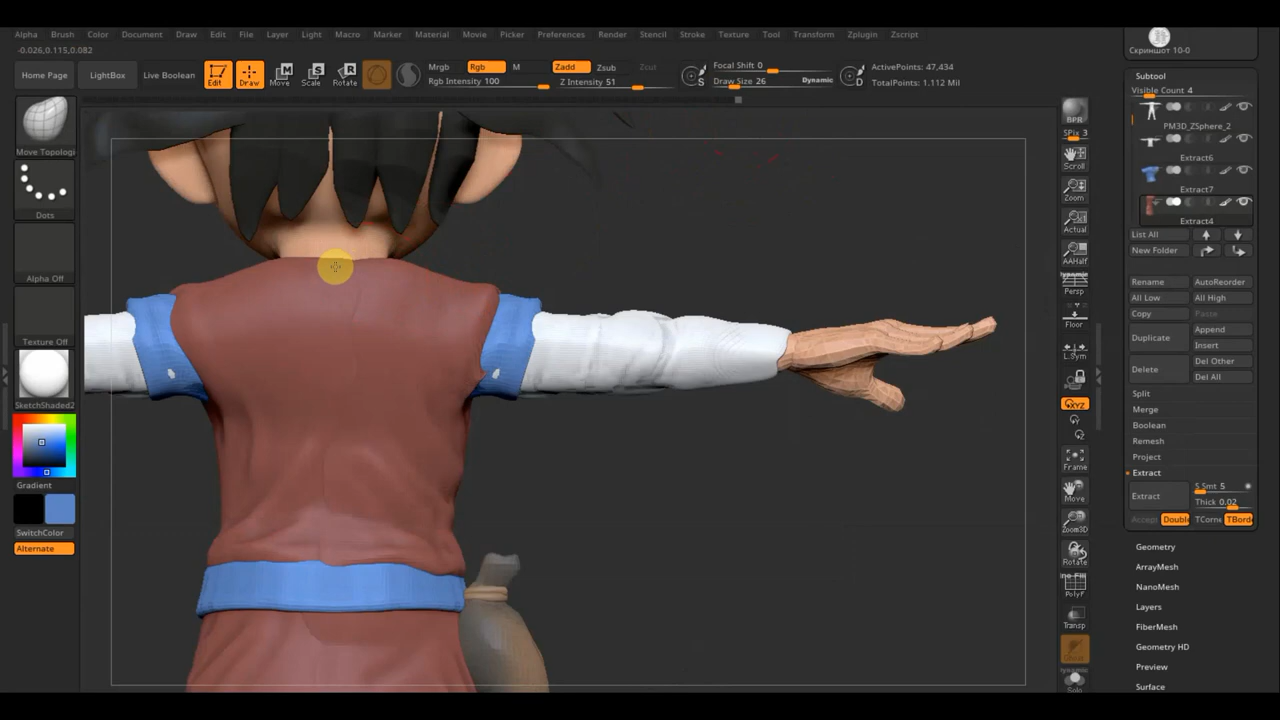 Alpha Brush Color Document Draw Edit File Layer Light Macro Marker Material Movie Picker Preferences Render Stencil Stroke Texture Tool Transform Zplugin Zscript
-0.026,0.115,0.082
Home Page LightBox Live Boolean Edit Draw Move Scale Rotate
Mrgb Rgb M Zadd Zsub Zcut
Rgb Intensity 100 Z Intensity 51
S
Focal Shift 0
Draw Size 26 Dynamic
D
ActivePoints: 47,434
TotalPoints: 1.112 Mil
Move Topologi
Dots
Alpha Off
Texture Off
SketchShaded2
Gradient
SwitchColor
Alternate
BPR
SPix 3
Scroll
Zoom
Actual
AAHalf
Dynamic
Persp
Floor
L.Sym
XYZ
Y
Z
Frame
Move
Zoom3D
Rotate
Line Fill
PolyF
Transp
Ghost
Solo
Скриншот 10-0
Subtool
Visible Count 4
PM3D_ZSphere_2
Extract6
Extract7
Extract4
List All
New Folder
Rename AutoReorder
All Low All High
Copy Paste
Duplicate Append
Insert
Delete Del Other
Del All
Split
Merge
Boolean
Remesh
Project
Extract
Extract S Smt 5
Thick 0.02
Accept Double TCorne TBorde
Geometry
ArrayMesh
NanoMesh
Layers
FiberMesh
Geometry HD
Preview
Surface